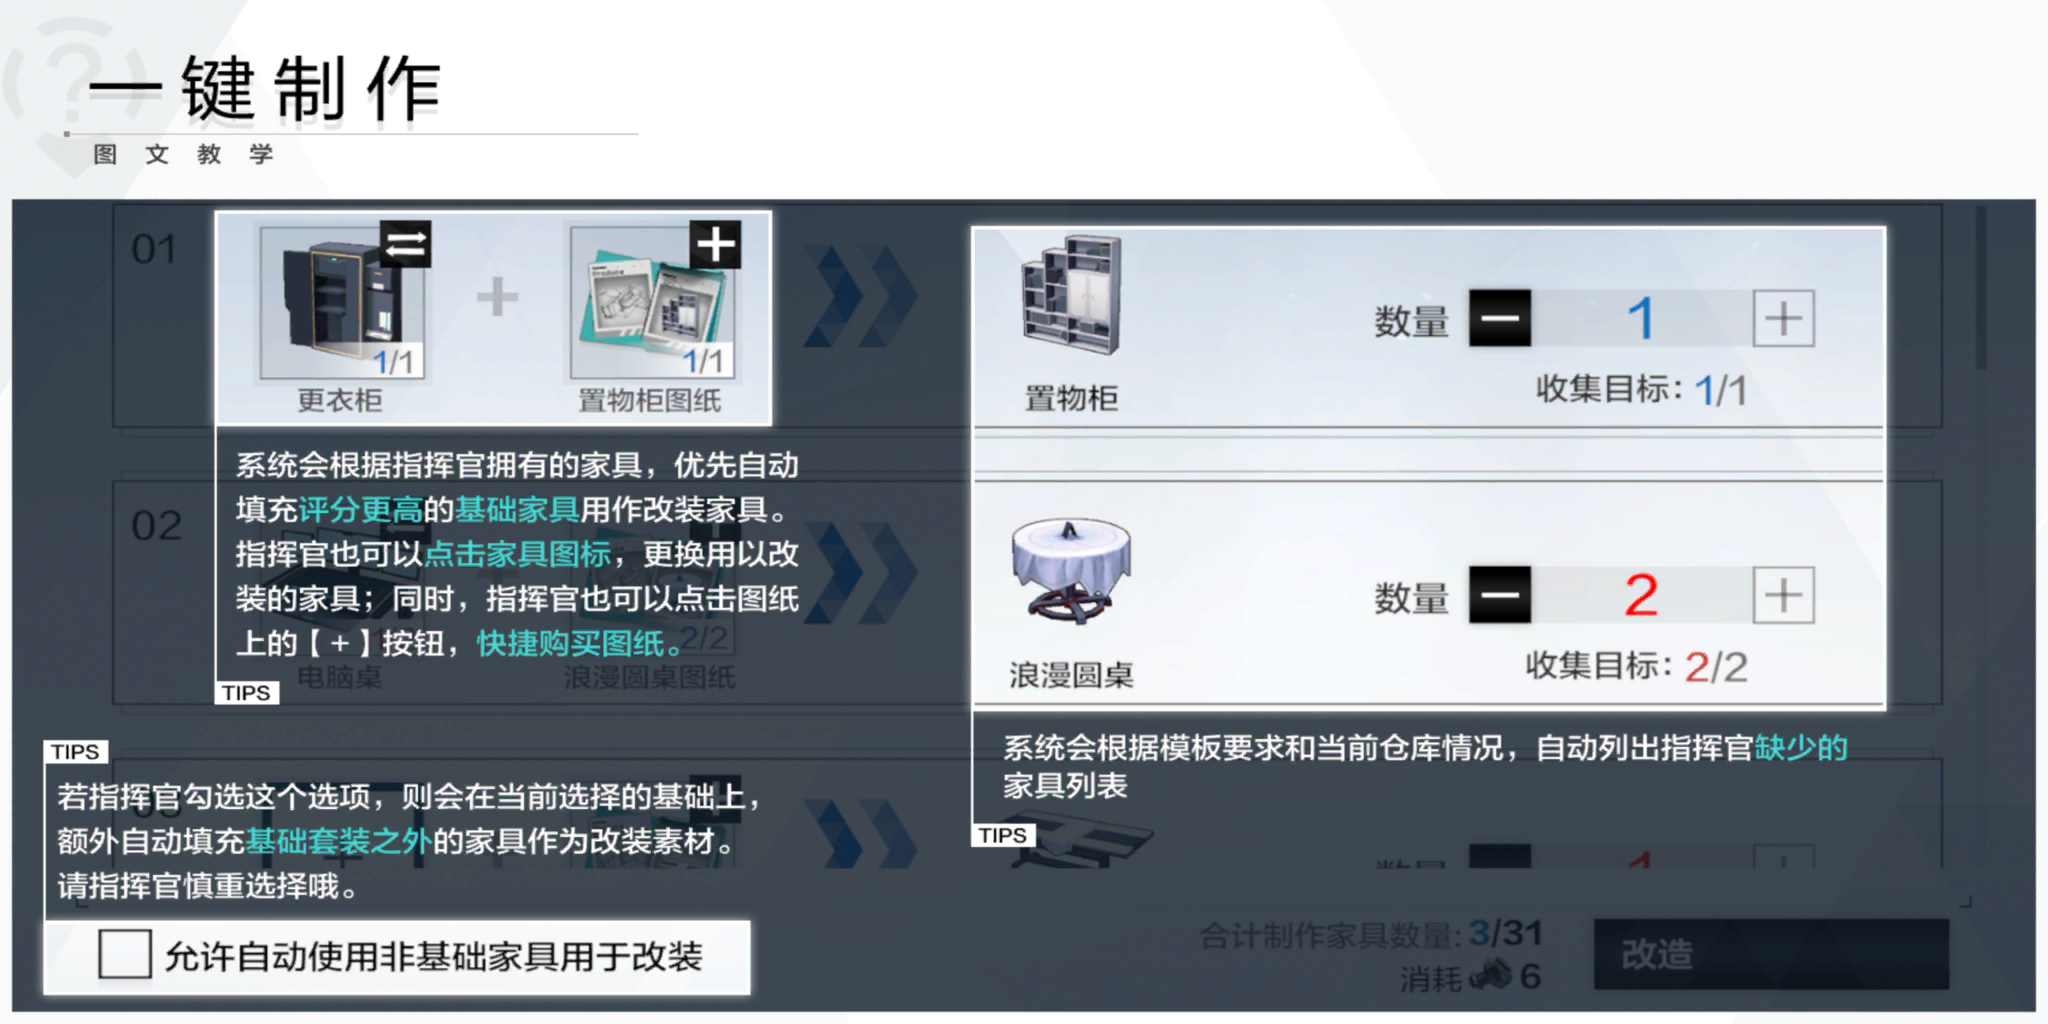 一键制作
图文教学
01
1/1
更衣柜
Produce
1/1
置物柜图纸
置物柜
数量
1
收集目标：1/1
系统会根据指挥官拥有的家具，优先自动
填充评分更高的基础家具用作改装家具。
指挥官也可以点击家具图标，更换用以改
装的家具；同时，指挥官也可以点击图纸
上的【+】按钮，快捷购买图纸。
TIPS
02
电脑桌
2/2
浪漫圆桌图纸
浪漫圆桌
数量
2
收集目标：2/2
系统会根据模板要求和当前仓库情况，自动列出指挥官缺少的
家具列表
TIPS
TIPS
03
若指挥官勾选这个选项，则会在当前选择的基础上，
额外自动填充基础套装之外的家具作为改装素材。
请指挥官慎重选择哦。
允许自动使用非基础家具用于改装
数量
1
合计制作家具数量：3/31
消耗 6
改造